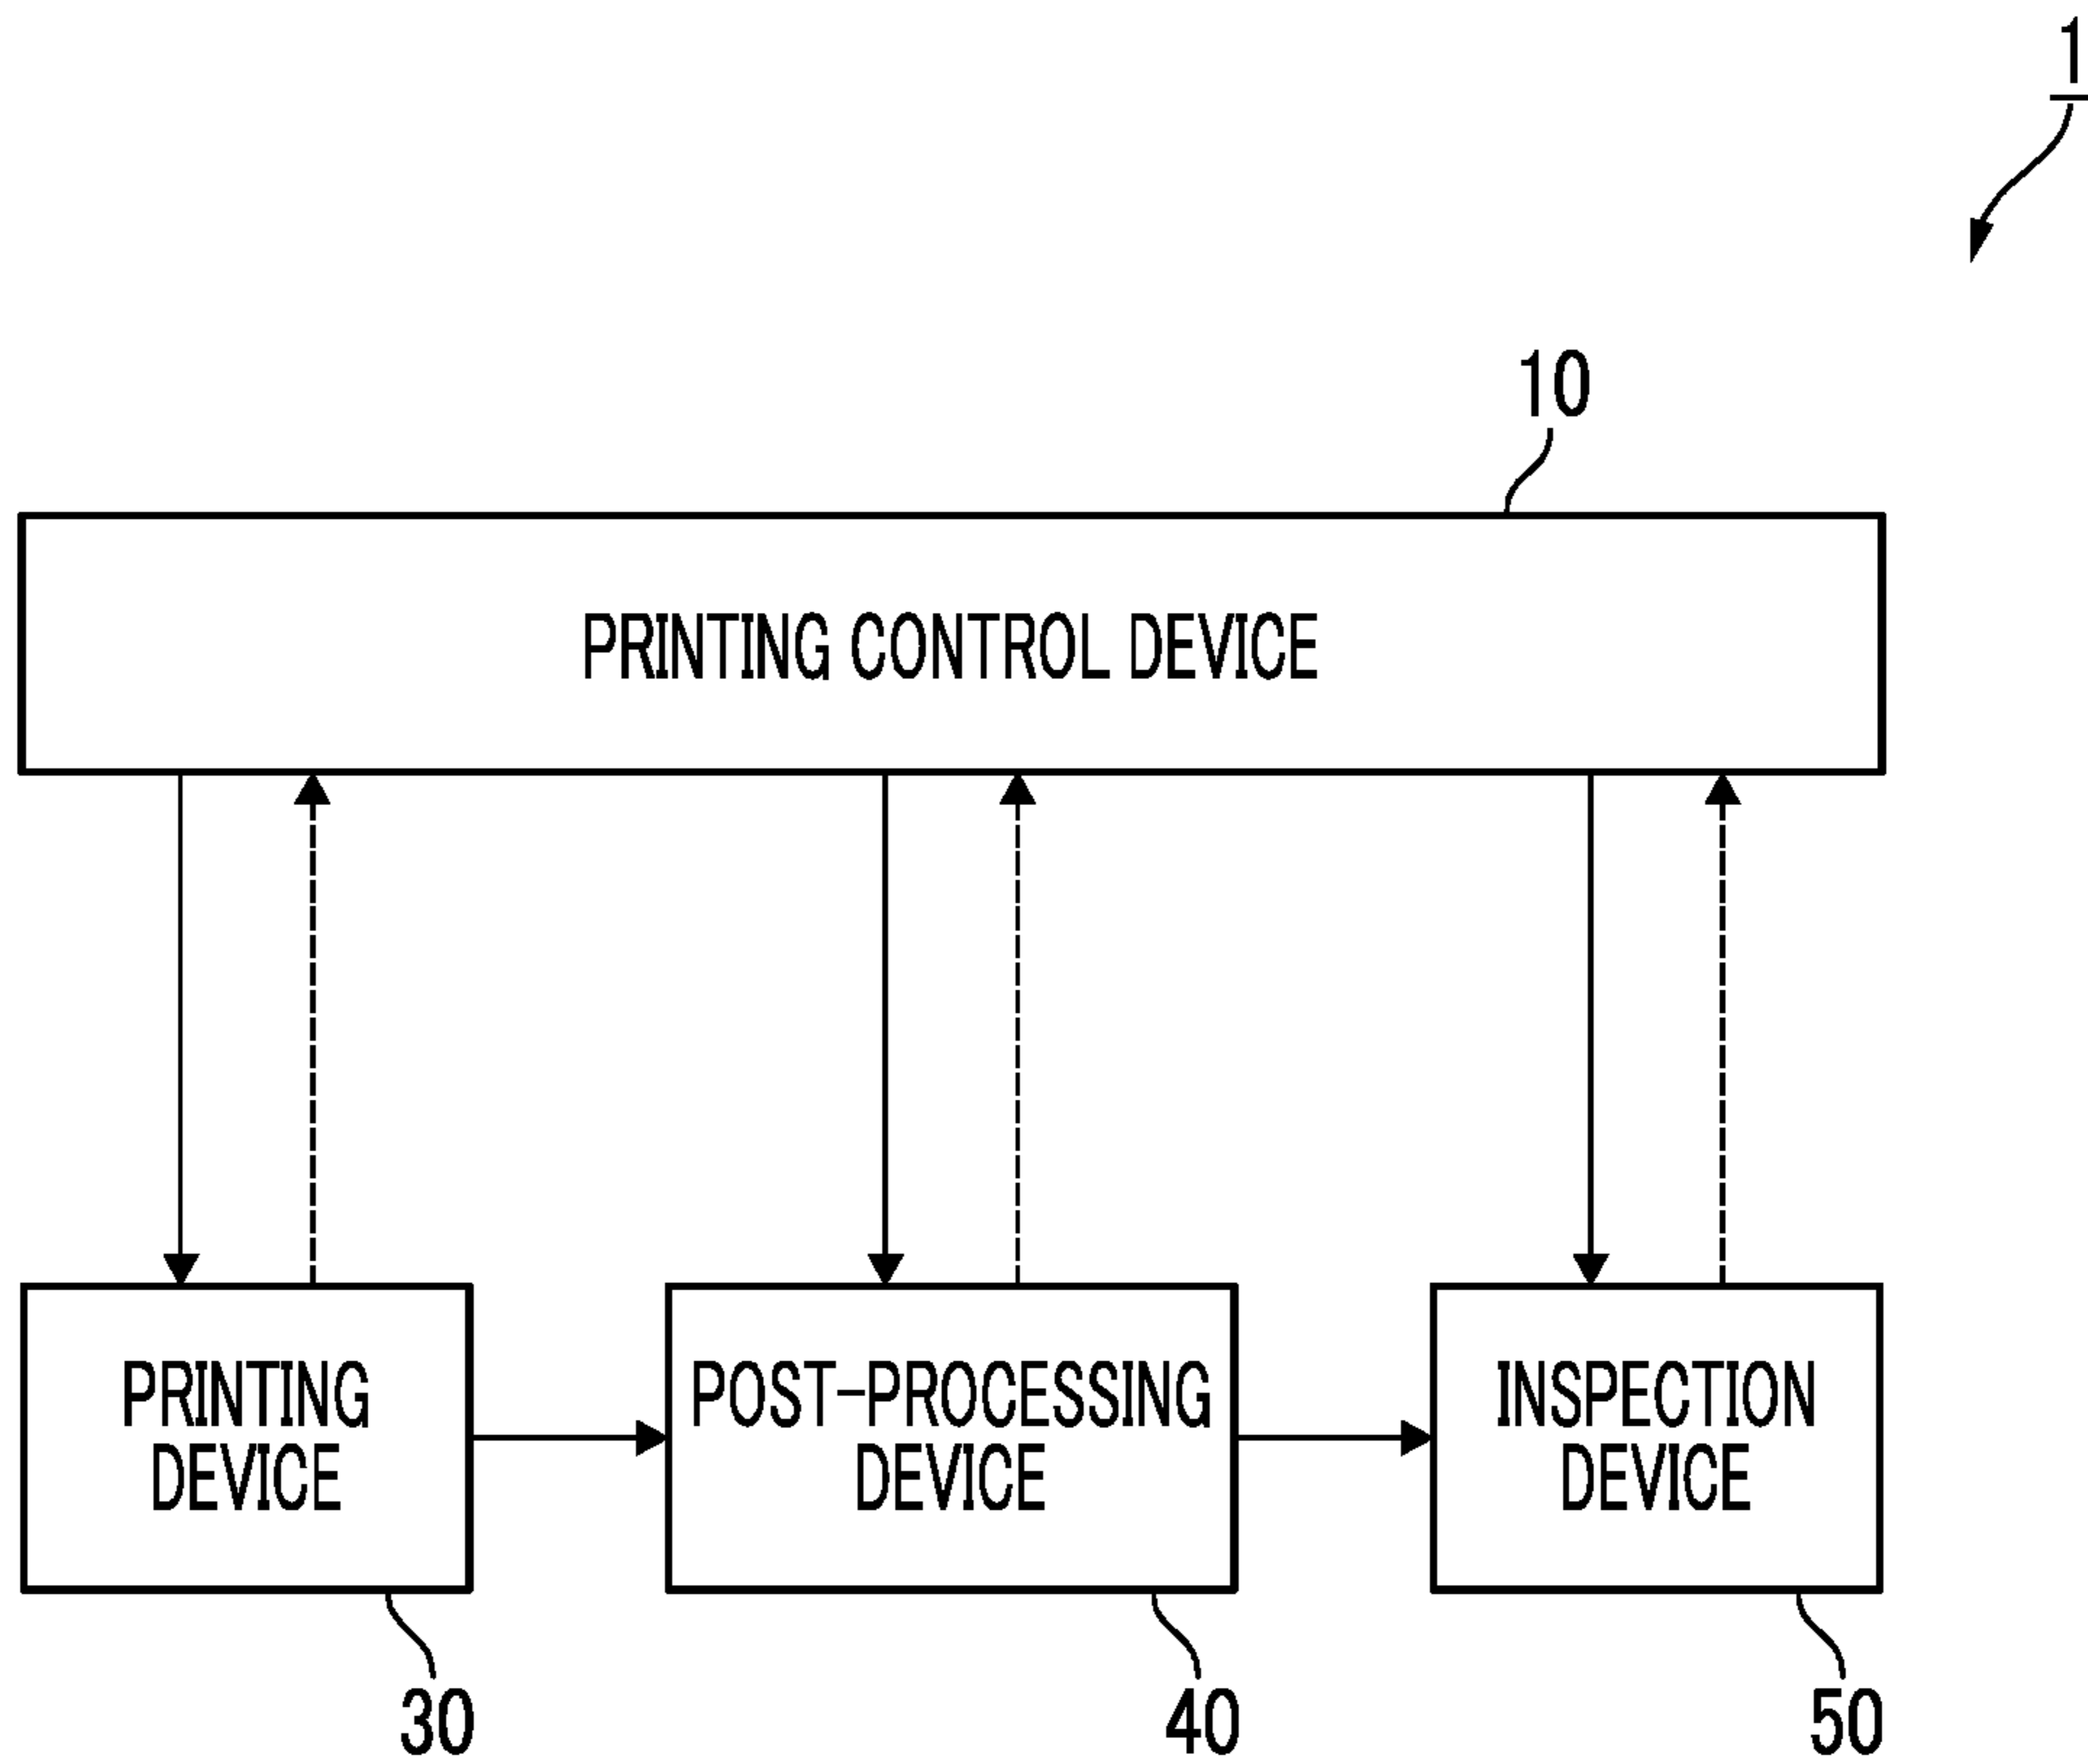 1
10
PRINTING CONTROL DEVICE
PRINTING
DEVICE
POST-PROCESSING
DEVICE
INSPECTION
DEVICE
30
40
50